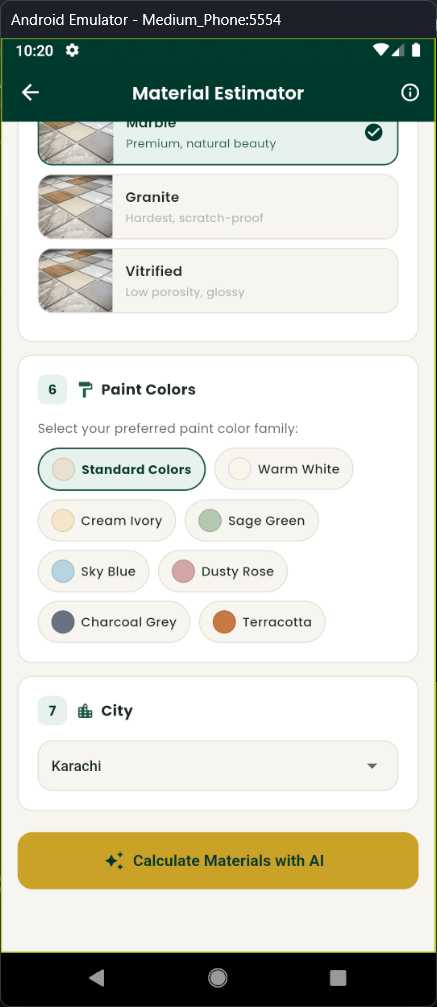 Android Emulator - Medium_Phone:5554
10:20
Material Estimator
Marble
Premium, natural beauty
Granite
Hardest, scratch-proof
Vitrified
Low porosity, glossy
6 Paint Colors
Select your preferred paint color family:
Standard Colors Warm White
Cream Ivory Sage Green
Sky Blue Dusty Rose
Charcoal Grey Terracotta
7 City
Karachi
Calculate Materials with AI